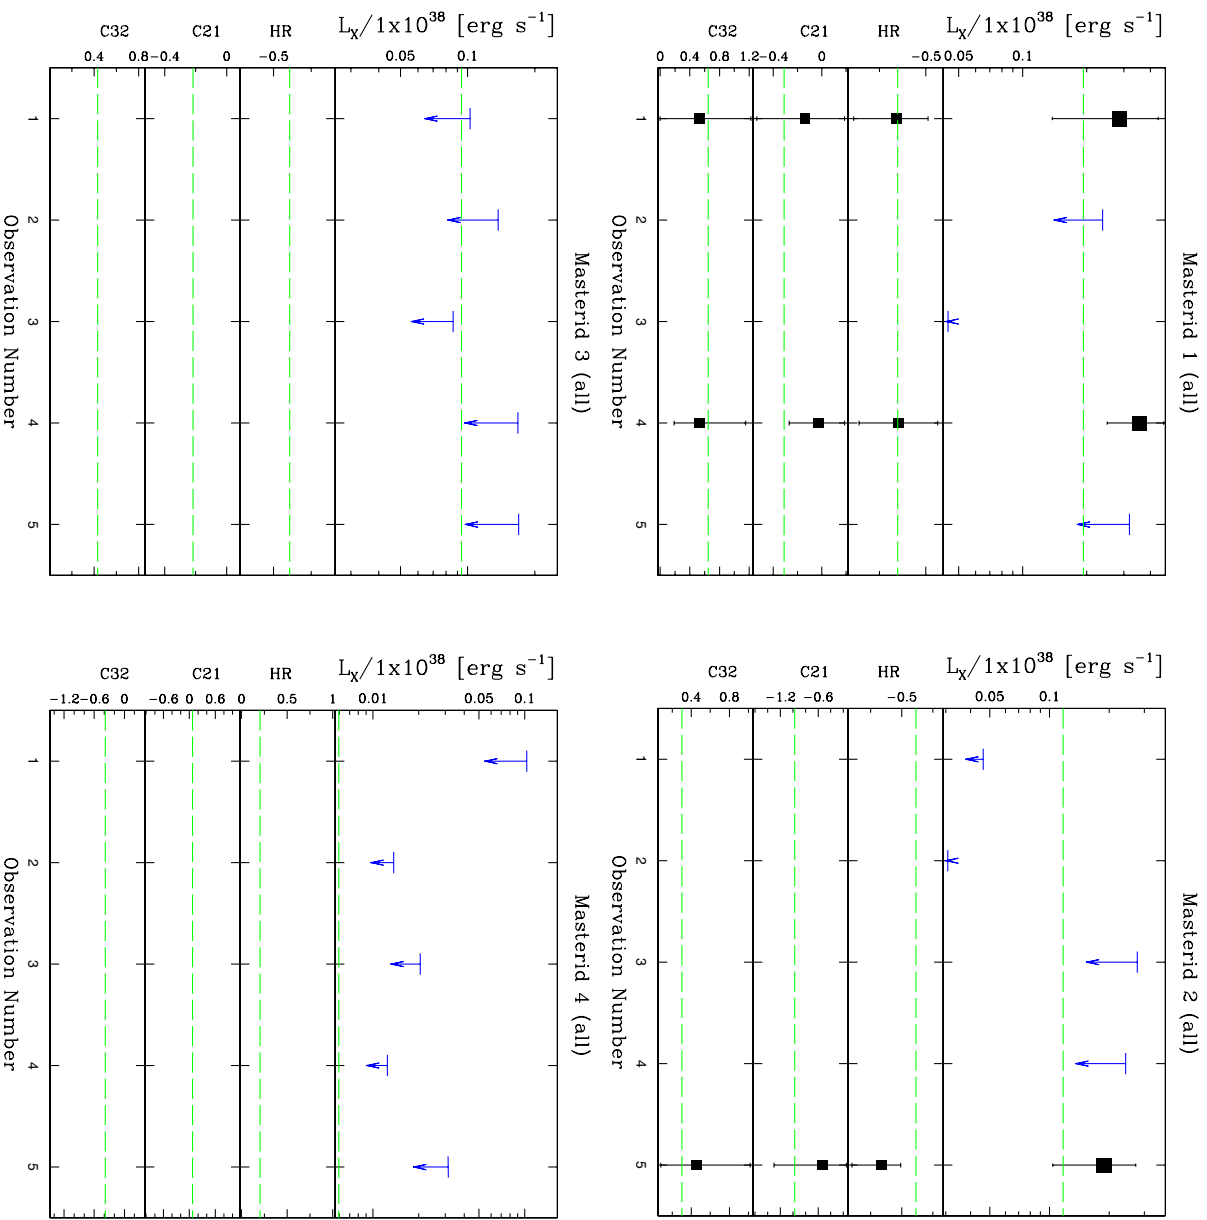 Masterid 1 (all)
L_X/1x10^38 [erg s^−1]
0.05 0.1
HR
−0.5
C21
−0.4 0
C32
0 0.4 0.8 1.2
1 2 3 4 5
Observation Number
Masterid 2 (all)
L_X/1x10^38 [erg s^−1]
0.05 0.1
HR
−0.5
C21
−1.2 −0.6
C32
0.4 0.8
1 2 3 4 5
Observation Number
Masterid 3 (all)
L_X/1x10^38 [erg s^−1]
0.05 0.1
HR
−0.5
C21
−0.4 0
C32
0.4 0.8
1 2 3 4 5
Observation Number
Masterid 4 (all)
L_X/1x10^38 [erg s^−1]
0.01 0.05 0.1
HR
0 0.5 1
C21
−0.6 0 0.6
C32
−1.2 −0.6 0
1 2 3 4 5
Observation Number